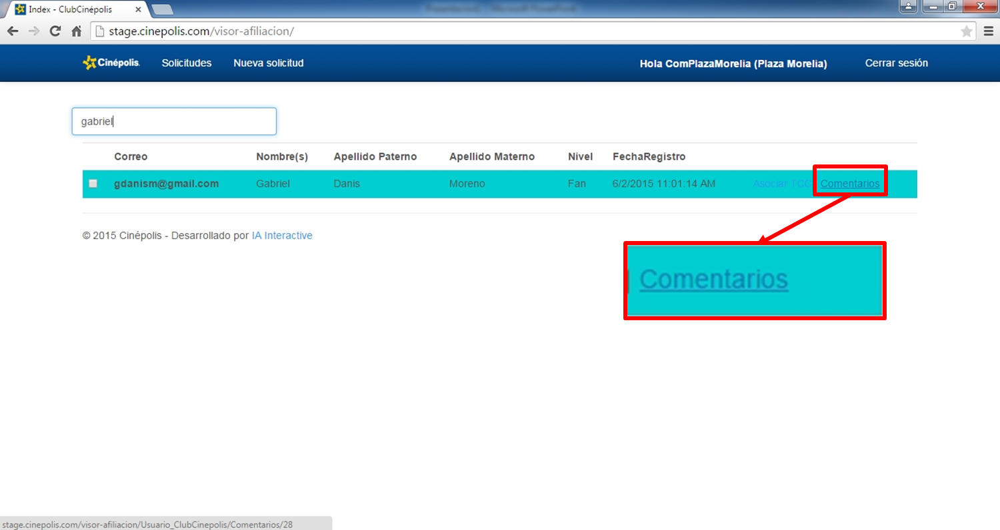 Index - ClubCinépolis
stage.cinepolis.com/visor-afiliacion/
Cinépolis. Solicitudes Nueva solicitud Hola ComPlazaMorelia (Plaza Morelia) Cerrar sesión
gabriel
Correo Nombre(s) Apellido Paterno Apellido Materno Nivel FechaRegistro
gdanism@gmail.com Gabriel Danis Moreno Fan 6/2/2015 11:01:14 AM Asociar TCC Comentarios
© 2015 Cinépolis - Desarrollado por IA Interactive
Comentarios
stage.cinepolis.com/visor-afiliacion/Usuario_ClubCinepolis/Comentarios/28